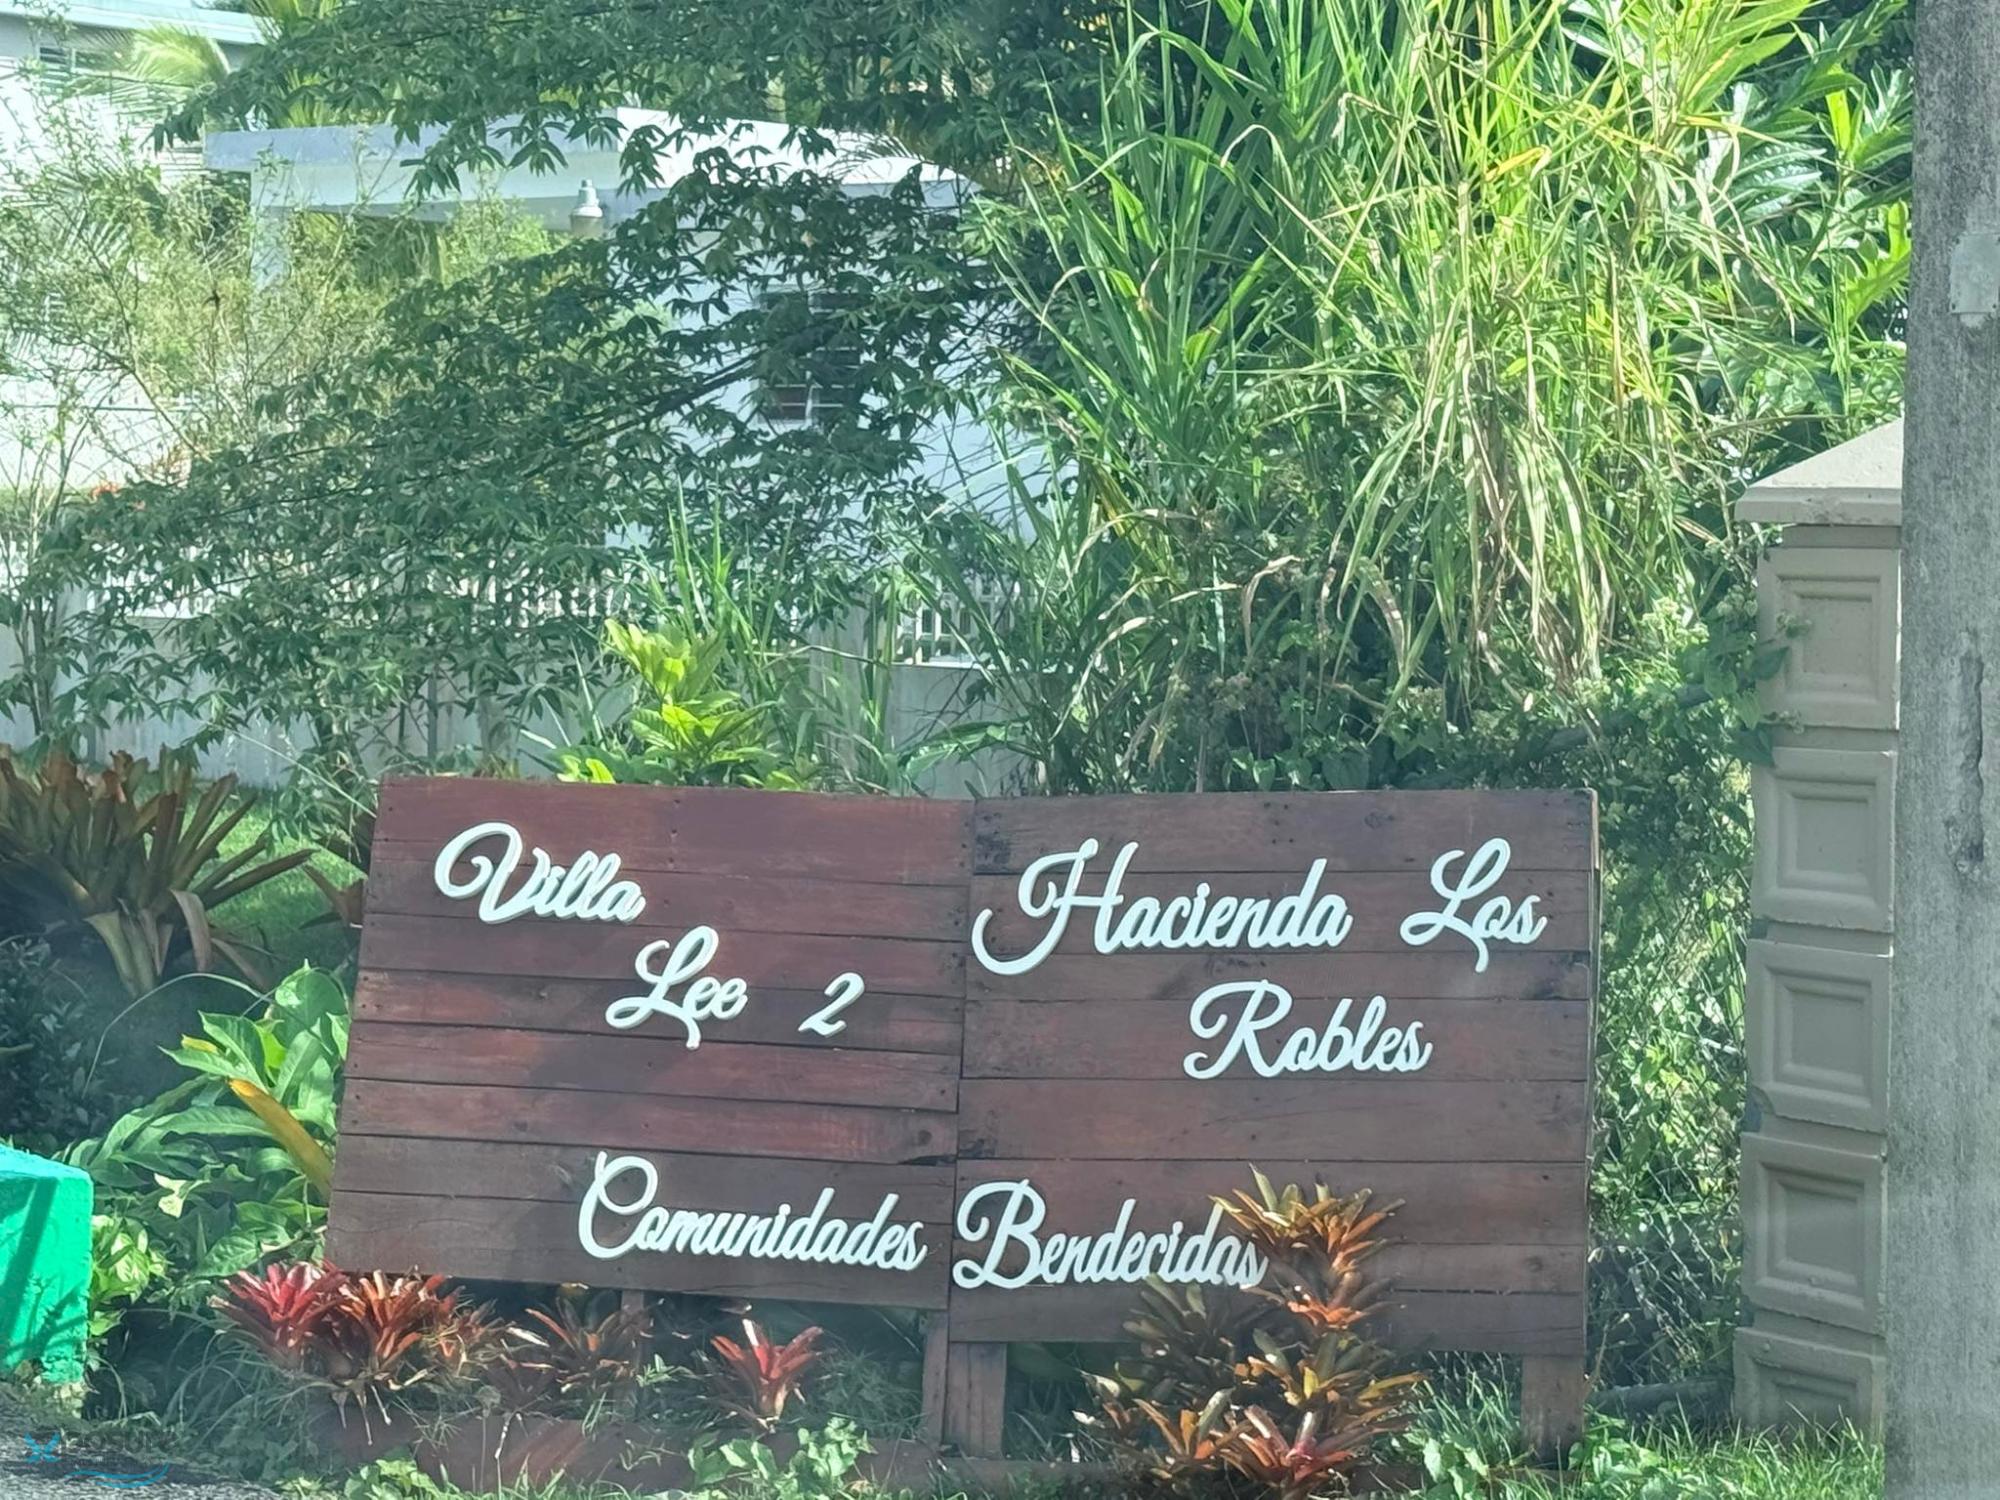 Villa
Lee 2
Hacienda Los
Robles
Comunidades Bendecidas